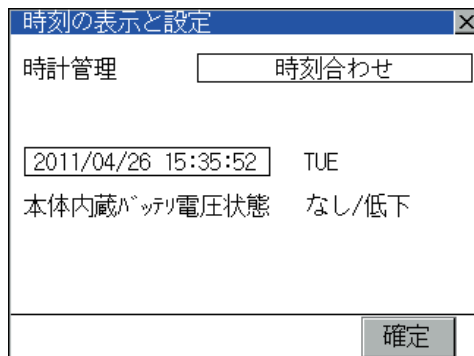 時刻の表示と設定
時計管理 時刻合わせ
2011/04/26 15:35:52 TUE
本体内蔵ﾊﾞｯﾃﾘ電圧状態 なし/低下
確定